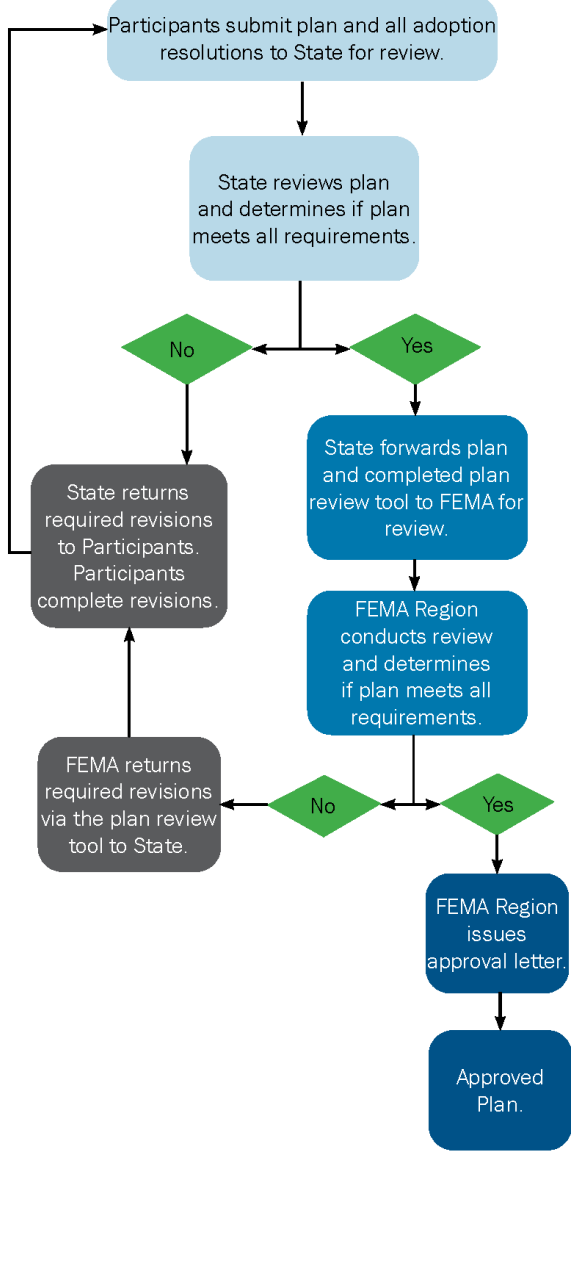 Participants submit plan and all adoption
resolutions to State for review.
State reviews plan
and determines if plan
meets all requirements.
No
Yes
State forwards plan
and completed plan
review tool to FEMA for
review.
State returns
required revisions
to Participants.
Participants
complete revisions.
FEMA Region
conducts review
and determines
if plan meets all
requirements.
FEMA returns
required revisions
via the plan review
tool to State.
No
Yes
FEMA Region
issues
approval letter.
Approved
Plan.